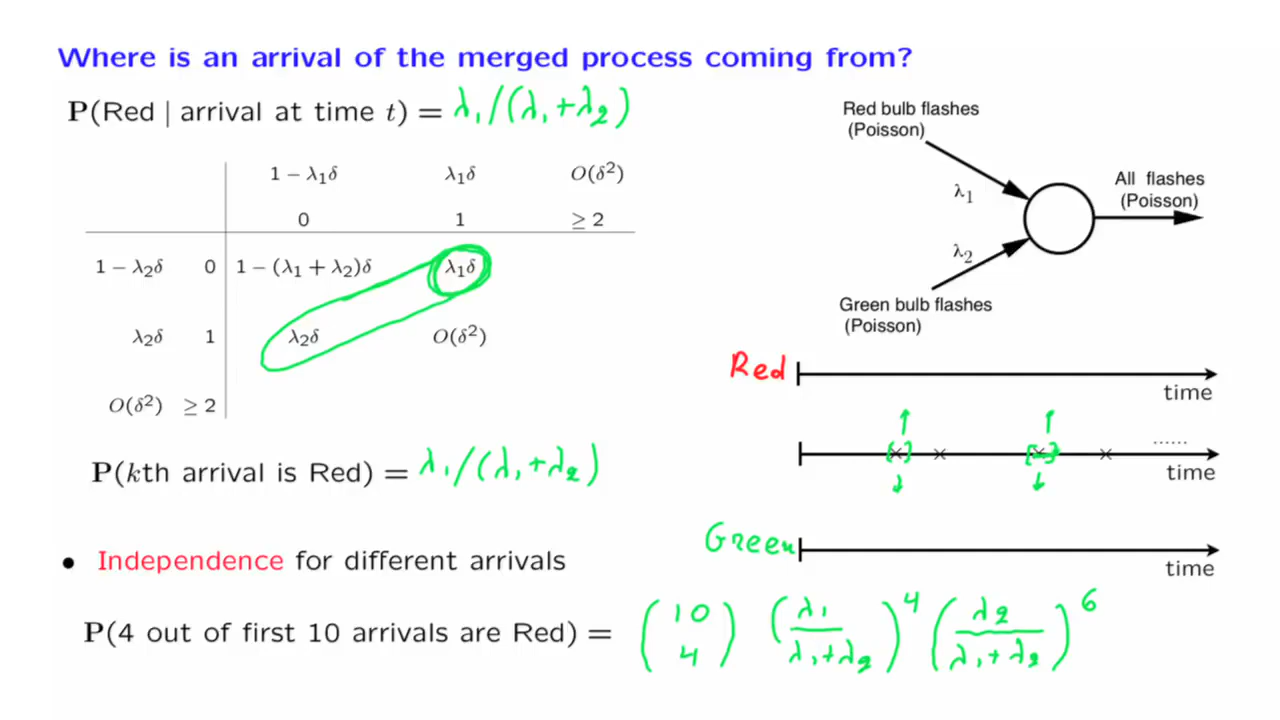 Where is an arrival of the merged process coming from?
P(Red | arrival at time t) = λ₁/(λ₁+λ₂)
1 − λ₁δ λ₁δ O(δ²)
0 1 ≥ 2
1 − λ₂δ 0 1 − (λ₁ + λ₂)δ λ₁δ
λ₂δ 1 λ₂δ O(δ²)
O(δ²) ≥ 2
Red bulb flashes
(Poisson)
λ₁
All flashes
(Poisson)
λ₂
Green bulb flashes
(Poisson)
Red
time
......
time
Green
time
P(kth arrival is Red) = λ₁/(λ₁+λ₂)
• Independence for different arrivals
P(4 out of first 10 arrivals are Red) = (10 4) (λ₁/(λ₁+λ₂))⁴ (λ₂/(λ₁+λ₂))⁶